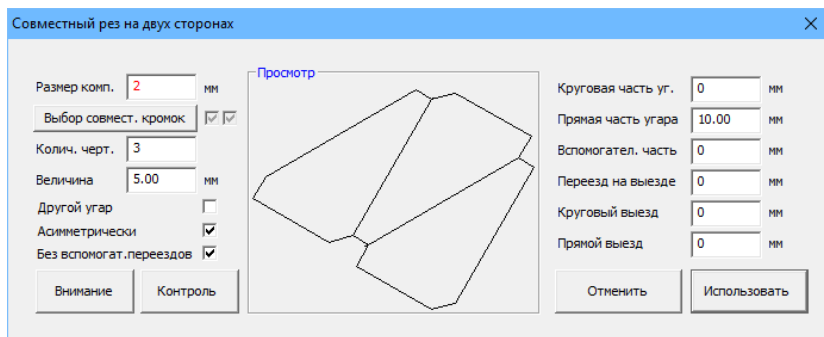 Совместный рез на двух сторонах
Размер комп. 2 мм
Выбор совмест. кромок
Колич. черт. 3
Величина 5.00 мм
Другой угар
Асимметрически
Без вспомогат.переездов
Внимание Контроль
Просмотр
Круговая часть уг. 0 мм
Прямая часть угара 10.00 мм
Вспомогател. часть 0 мм
Переезд на выезде 0 мм
Круговый выезд 0 мм
Прямой выезд 0 мм
Отменить Использовать